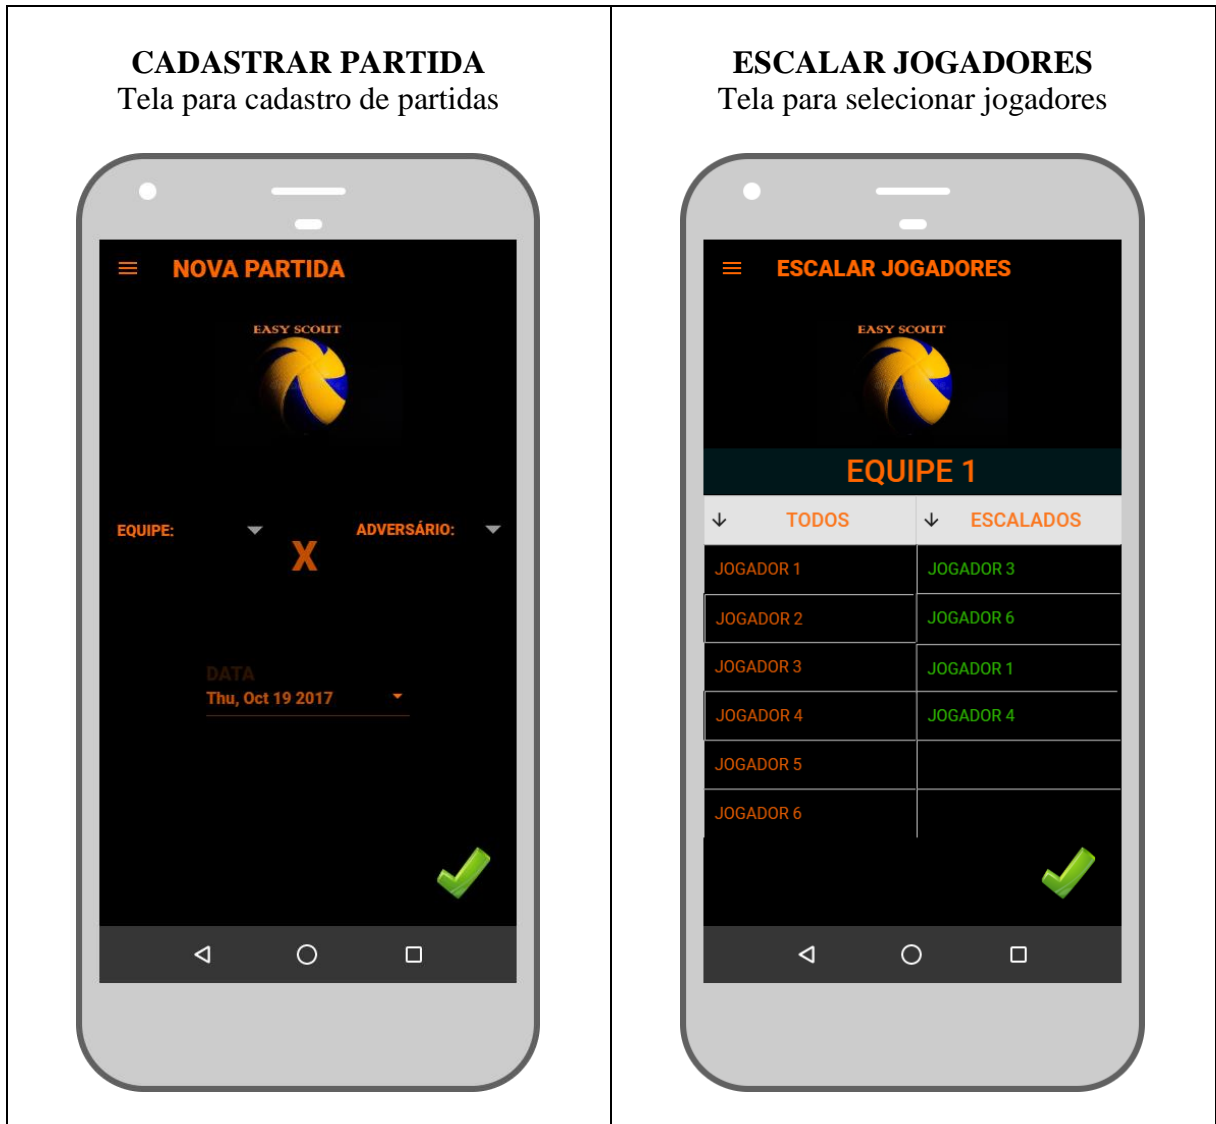 CADASTRAR PARTIDA
Tela para cadastro de partidas
NOVA PARTIDA
EASY SCOUT
EQUIPE:
X
ADVERSÁRIO:
DATA
Thu, Oct 19 2017
ESCALAR JOGADORES
Tela para selecionar jogadores
ESCALAR JOGADORES
EASY SCOUT
EQUIPE 1
TODOS ESCALADOS
JOGADOR 1 JOGADOR 3
JOGADOR 2 JOGADOR 6
JOGADOR 3 JOGADOR 1
JOGADOR 4 JOGADOR 4
JOGADOR 5
JOGADOR 6